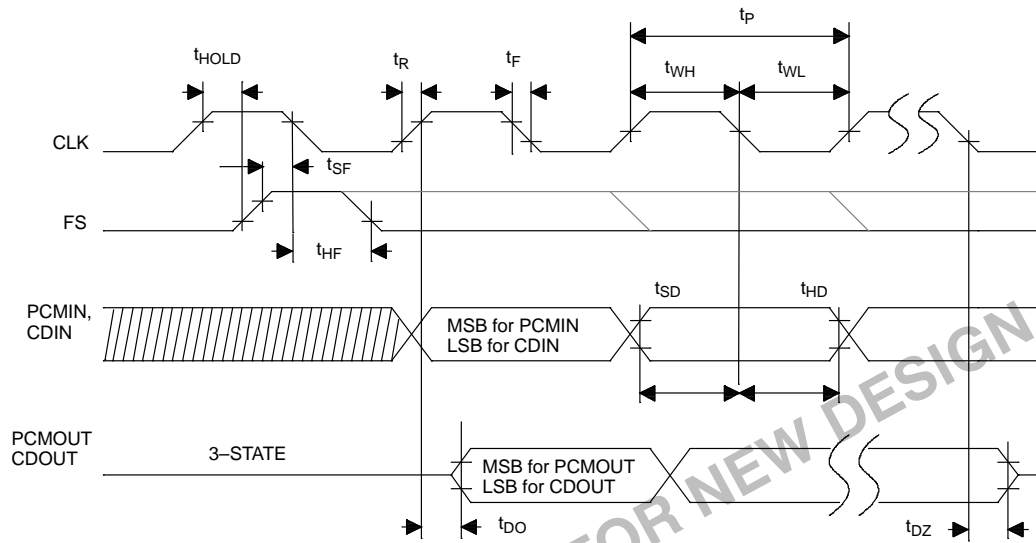 tP
tHOLD
tR
tF
tWH
tWL
CLK
tSF
FS
tHF
tSD
tHD
PCMIN,
CDIN
MSB for PCMIN
LSB for CDIN
PCMOUT
CDOUT
3–STATE
MSB for PCMOUT
LSB for CDOUT
tDO
tDZ
FOR NEW DESIGN